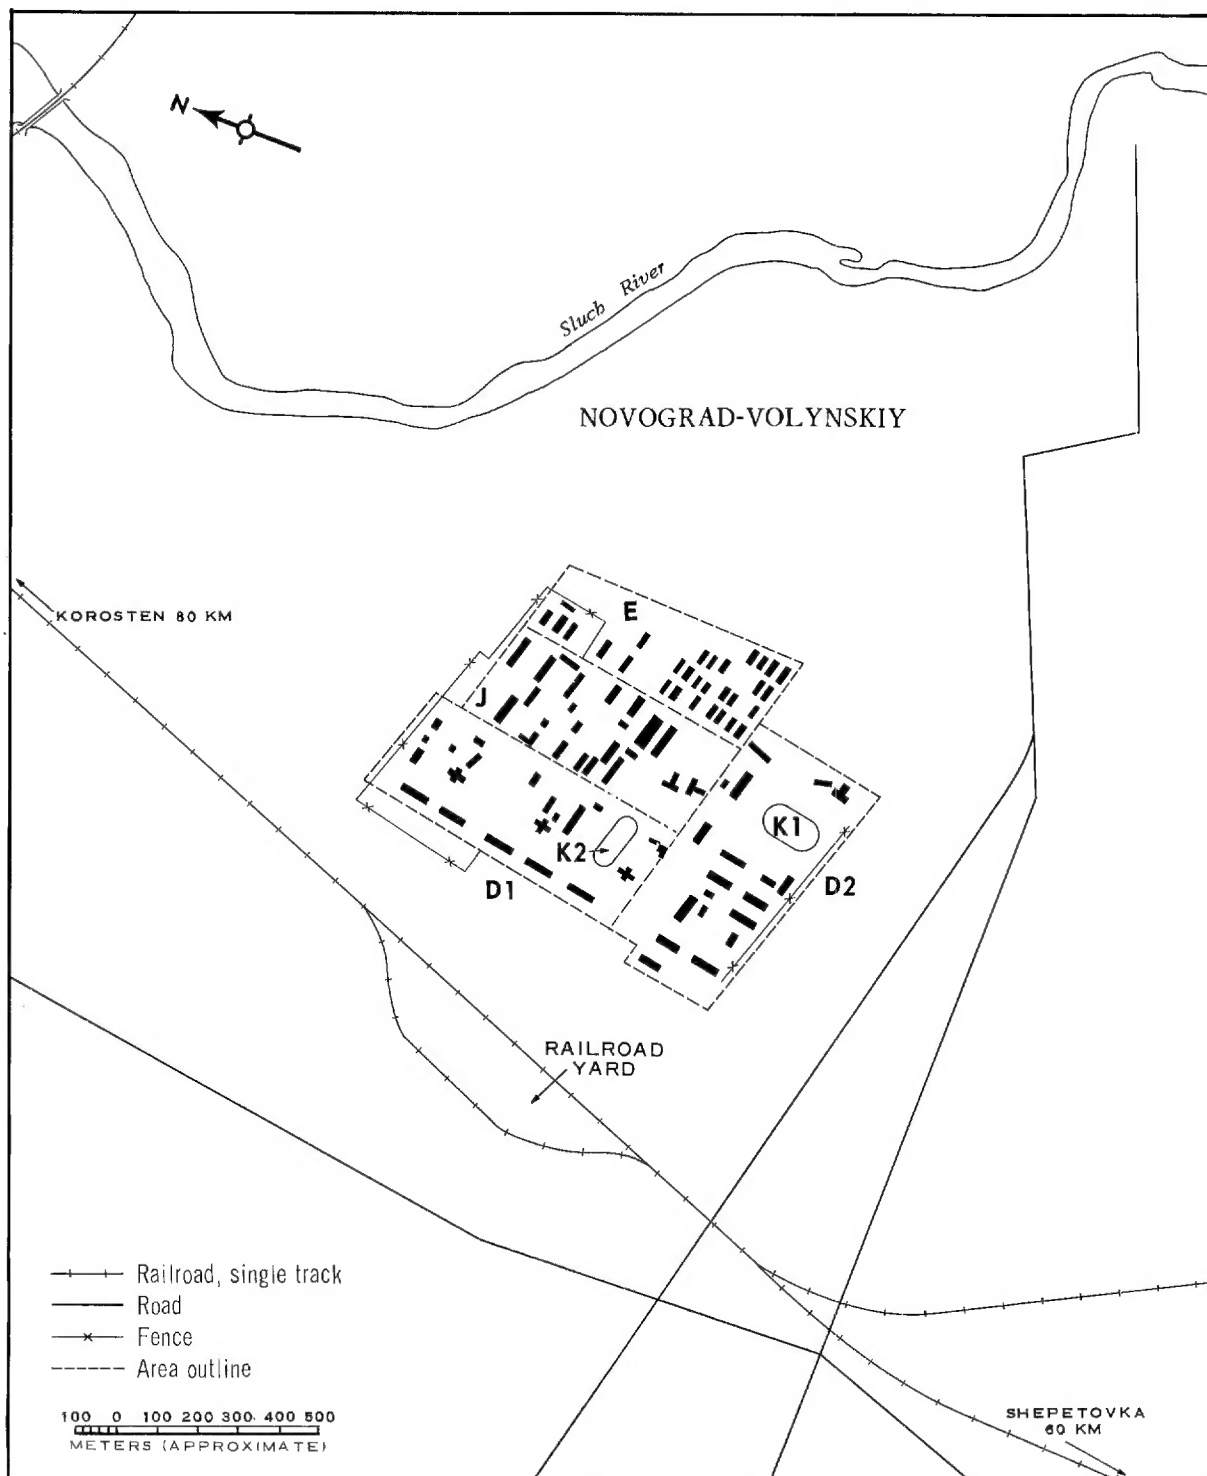 N
Sluch River
NOVOGRAD-VOLYNSKIY
KOROSTEN 80 KM
E
J
K1
K2
D2
D1
RAILROAD
YARD
Railroad, single track
Road
Fence
Area outline
100 0 100 200 300 400 500
METERS (APPROXIMATE)
SHEPETOVKA
60 KM